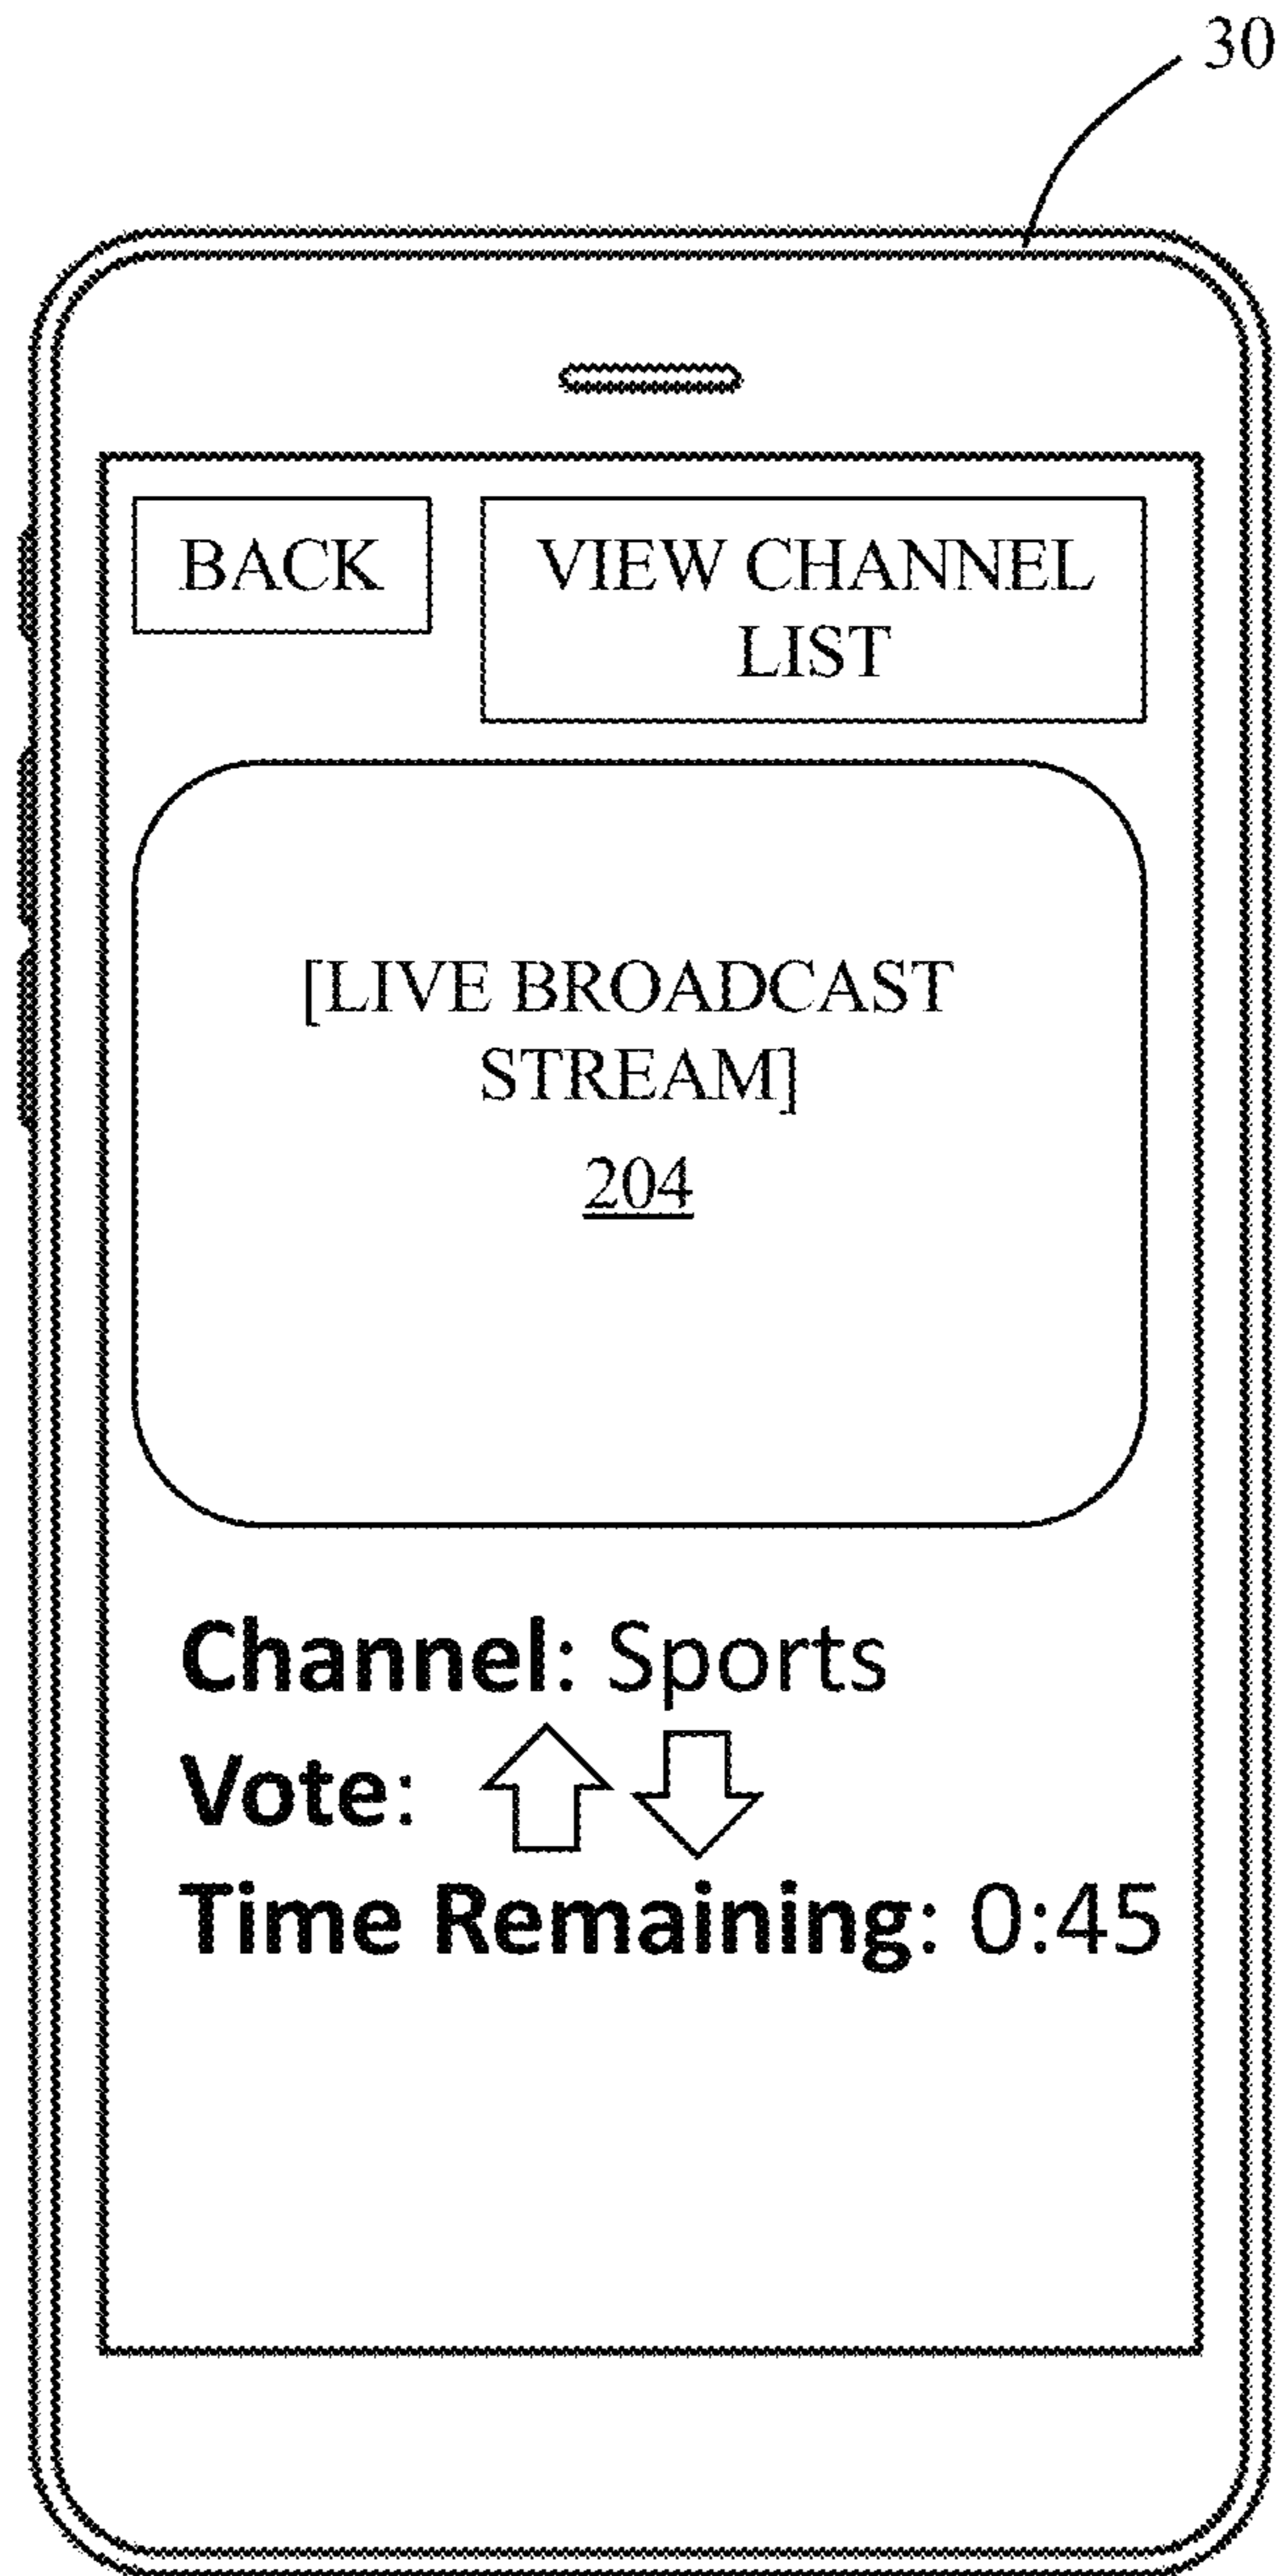 30
BACK
VIEW CHANNEL
LIST
[LIVE BROADCAST
STREAM]
204
Channel: Sports
Vote:
Time Remaining: 0:45